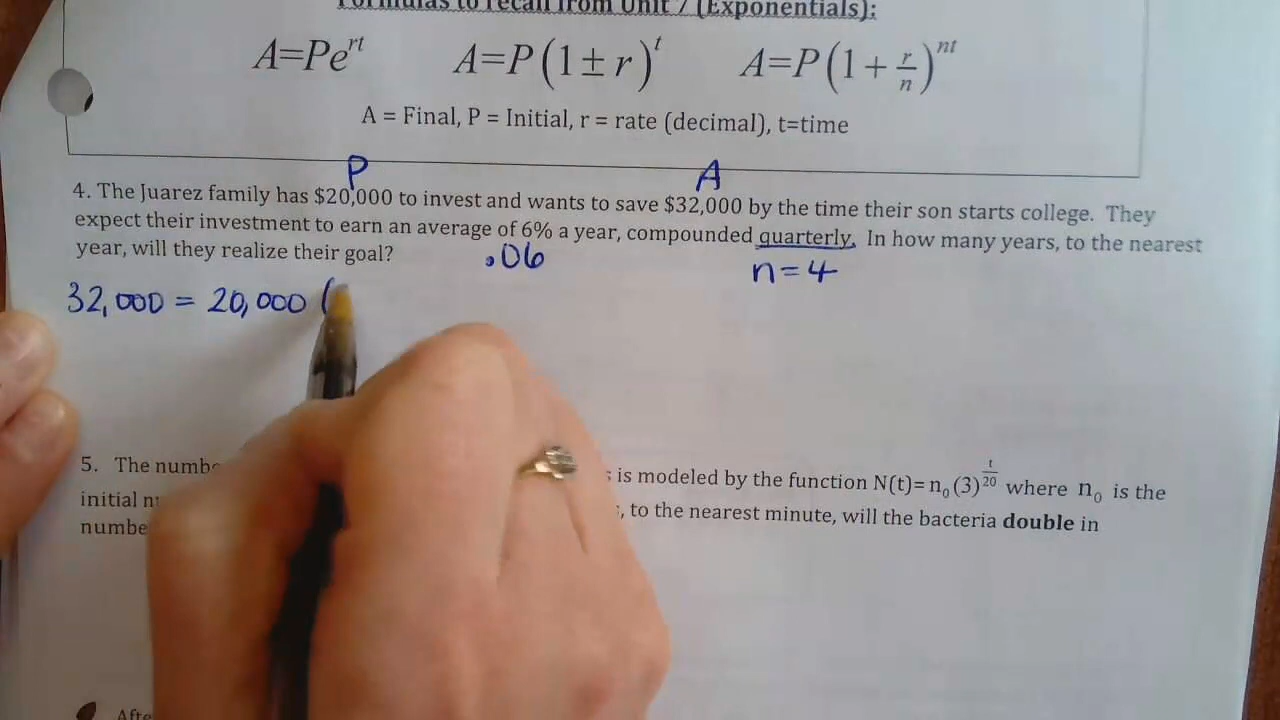 Formulas to recall from Unit 7 (Exponentials):
A=Pe^{rt} A=P(1±r)^t A=P(1+\frac{r}{n})^{nt}
A = Final, P = Initial, r = rate (decimal), t=time
P A
4. The Juarez family has $20,000 to invest and wants to save $32,000 by the time their son starts college. They
expect their investment to earn an average of 6% a year, compounded quarterly. In how many years, to the nearest
year, will they realize their goal?
.06 n=4
32,000 = 20,000 (
5. The is modeled by the function N(t)=n_0(3)^{\frac{t}{20}} where n_0 is the
initial
, to the nearest minute, will the bacteria double in